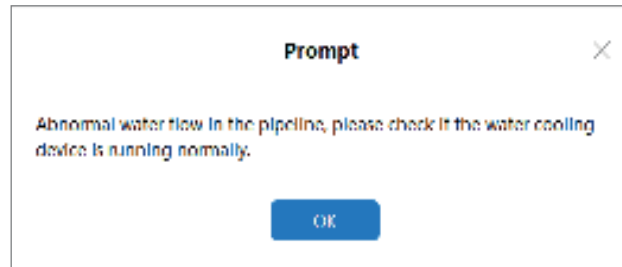 Prompt
Abnormal water flow in the pipeline, please check if the water cooling
device is running normally.
OK